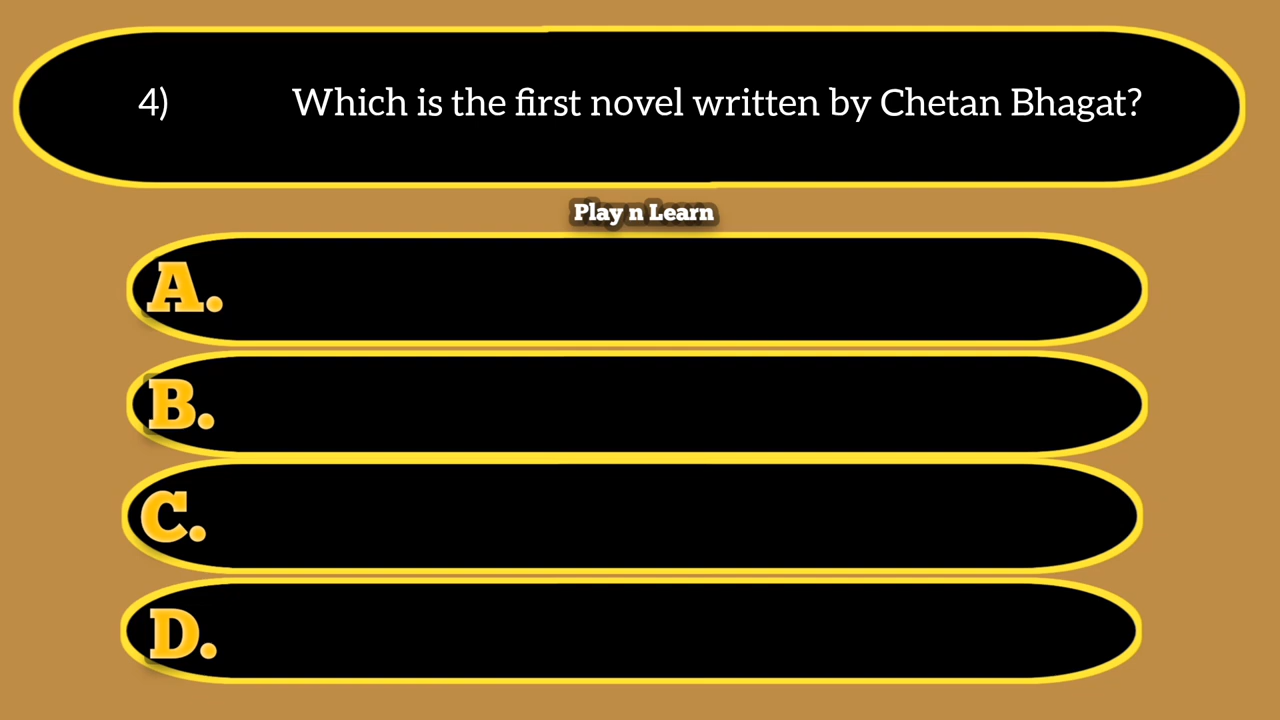 4) Which is the first novel written by Chetan Bhagat?
Play n Learn
A.
B.
C.
D.